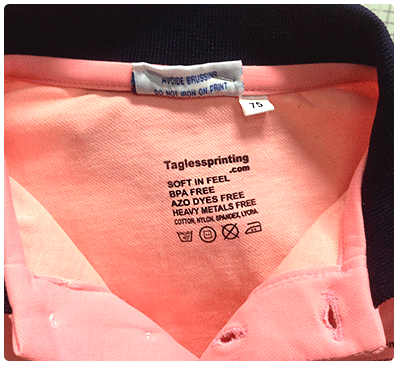 AVOIDE BRUSSING
DO NOT IRON ON PRINT
75
Taglessprinting
.com
SOFT IN FEEL
BPA FREE
AZO DYES FREE
HEAVY METALS FREE
COTTON, NYLON, SPANDEX, LYCRA.